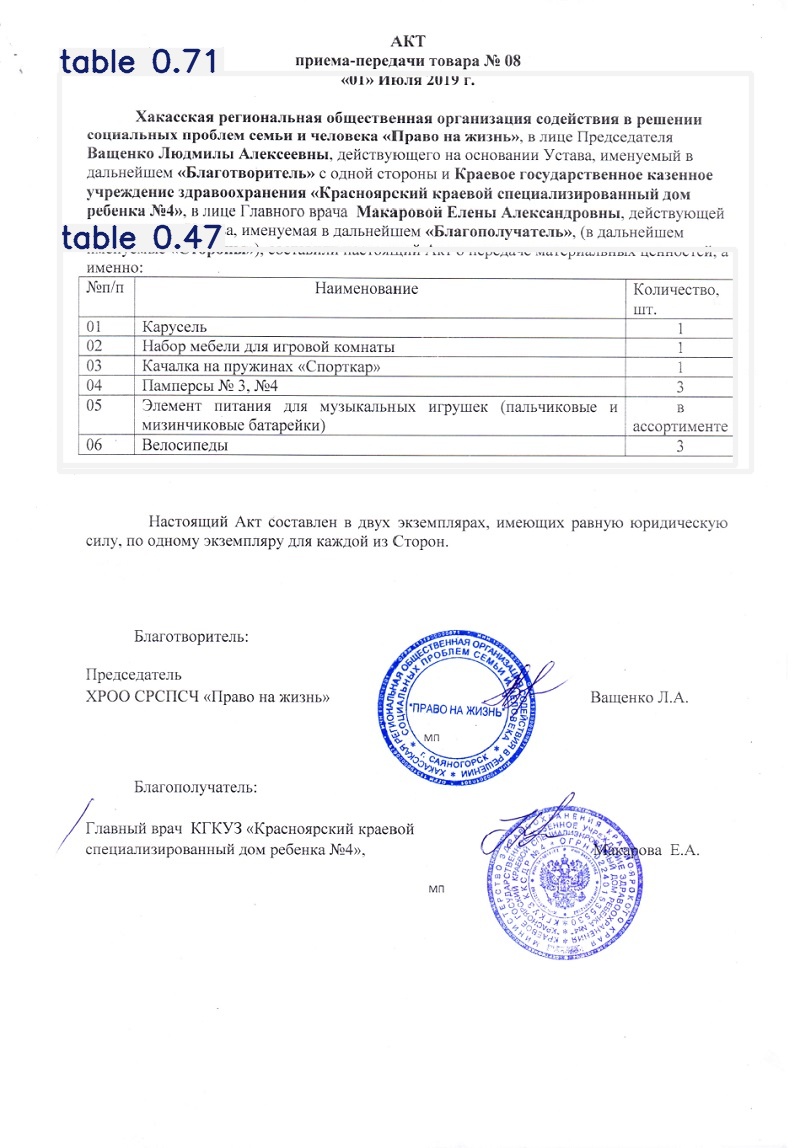 АКТ
приема-передачи товара № 08
table 0.71
«01» Июля 2019 г.
Хакасская региональная общественная организация содействия в решении
социальных проблем семьи и человека «Право на жизнь», в лице Председателя
Ващенко Людмилы Алексеевны, действующего на основании Устава, именуемый в
дальнейшем «Благотворитель» с одной стороны и Краевое государственное казенное
учреждение здравоохранения «Красноярский краевой специализированный дом
ребенка №4», в лице Главного врача Макаровой Елены Александровны, действующей
table 0.47
именуемая в дальнейшем «Благополучатель», (в дальнейшем
именуемые «Стороны»), составили настоящий Акт о передаче материальных ценностей, а
именно:
№п/п Наименование Количество,
шт.
01 Карусель 1
02 Набор мебели для игровой комнаты 1
03 Качалка на пружинах «Спорткар» 1
04 Памперсы № 3, №4 3
05 Элемент питания для музыкальных игрушек (пальчиковые и в
мизинчиковые батарейки) ассортименте
06 Велосипеды 3
Настоящий Акт составлен в двух экземплярах, имеющих равную юридическую
силу, по одному экземпляру для каждой из Сторон.
Благотворитель:
Председатель
ХРОО СРСПСЧ «Право на жизнь» Ващенко Л.А.
ХАКАССКАЯ РЕГИОНАЛЬНАЯ ОБЩЕСТВЕННАЯ ОРГАНИЗАЦИЯ СОДЕЙСТВИЯ В РЕШЕНИИ
СОЦИАЛЬНЫХ ПРОБЛЕМ СЕМЬИ И ЧЕЛОВЕКА
"ПРАВО НА ЖИЗНЬ"
г. САЯНОГОРСК
МП
Благополучатель:
Главный врач КГКУЗ «Красноярский краевой
специализированный дом ребенка №4», Макарова Е.А.
МИНИСТЕРСТВО ЗДРАВООХРАНЕНИЯ КРАСНОЯРСКОГО КРАЯ
МП